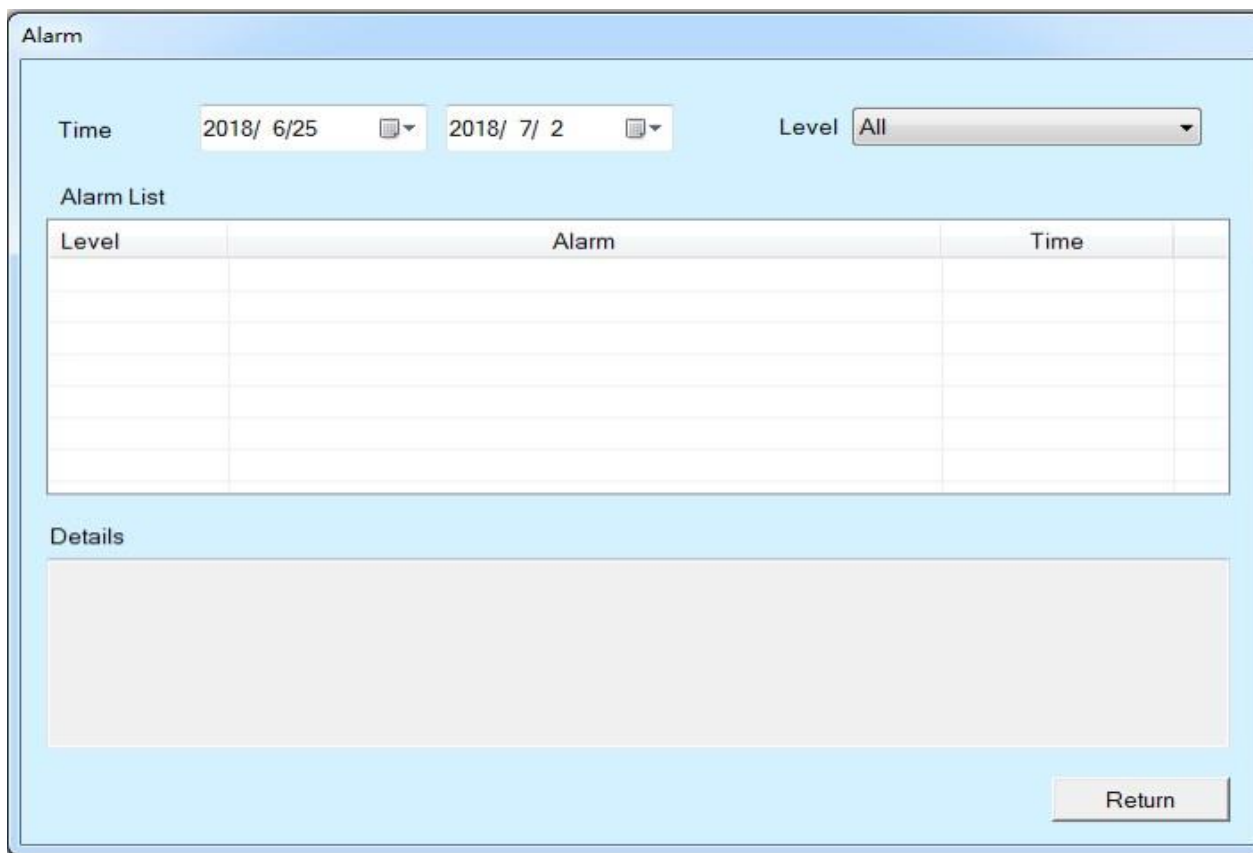 Alarm
Time 2018/ 6/25 2018/ 7/ 2 Level All
Alarm List
Level Alarm Time
Details
Return